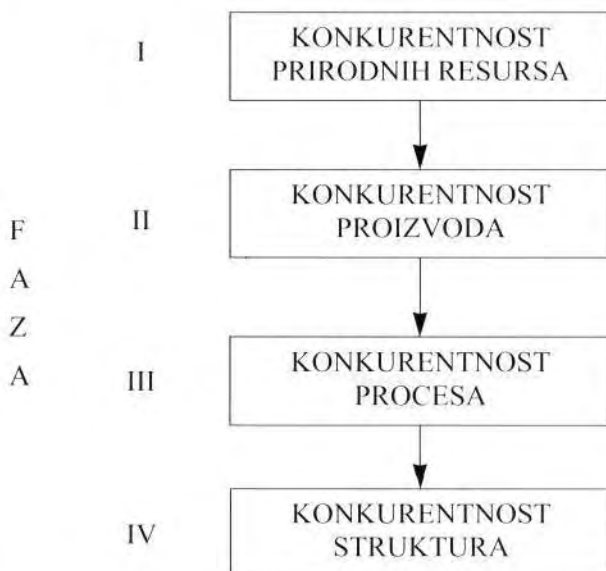 I
KONKURENTNOST
PRIRODNIH RESURSA
II
KONKURENTNOST
PROIZVODA
F
A
Z
A
III
KONKURENTNOST
PROCESA
IV
KONKURENTNOST
STRUKTURA